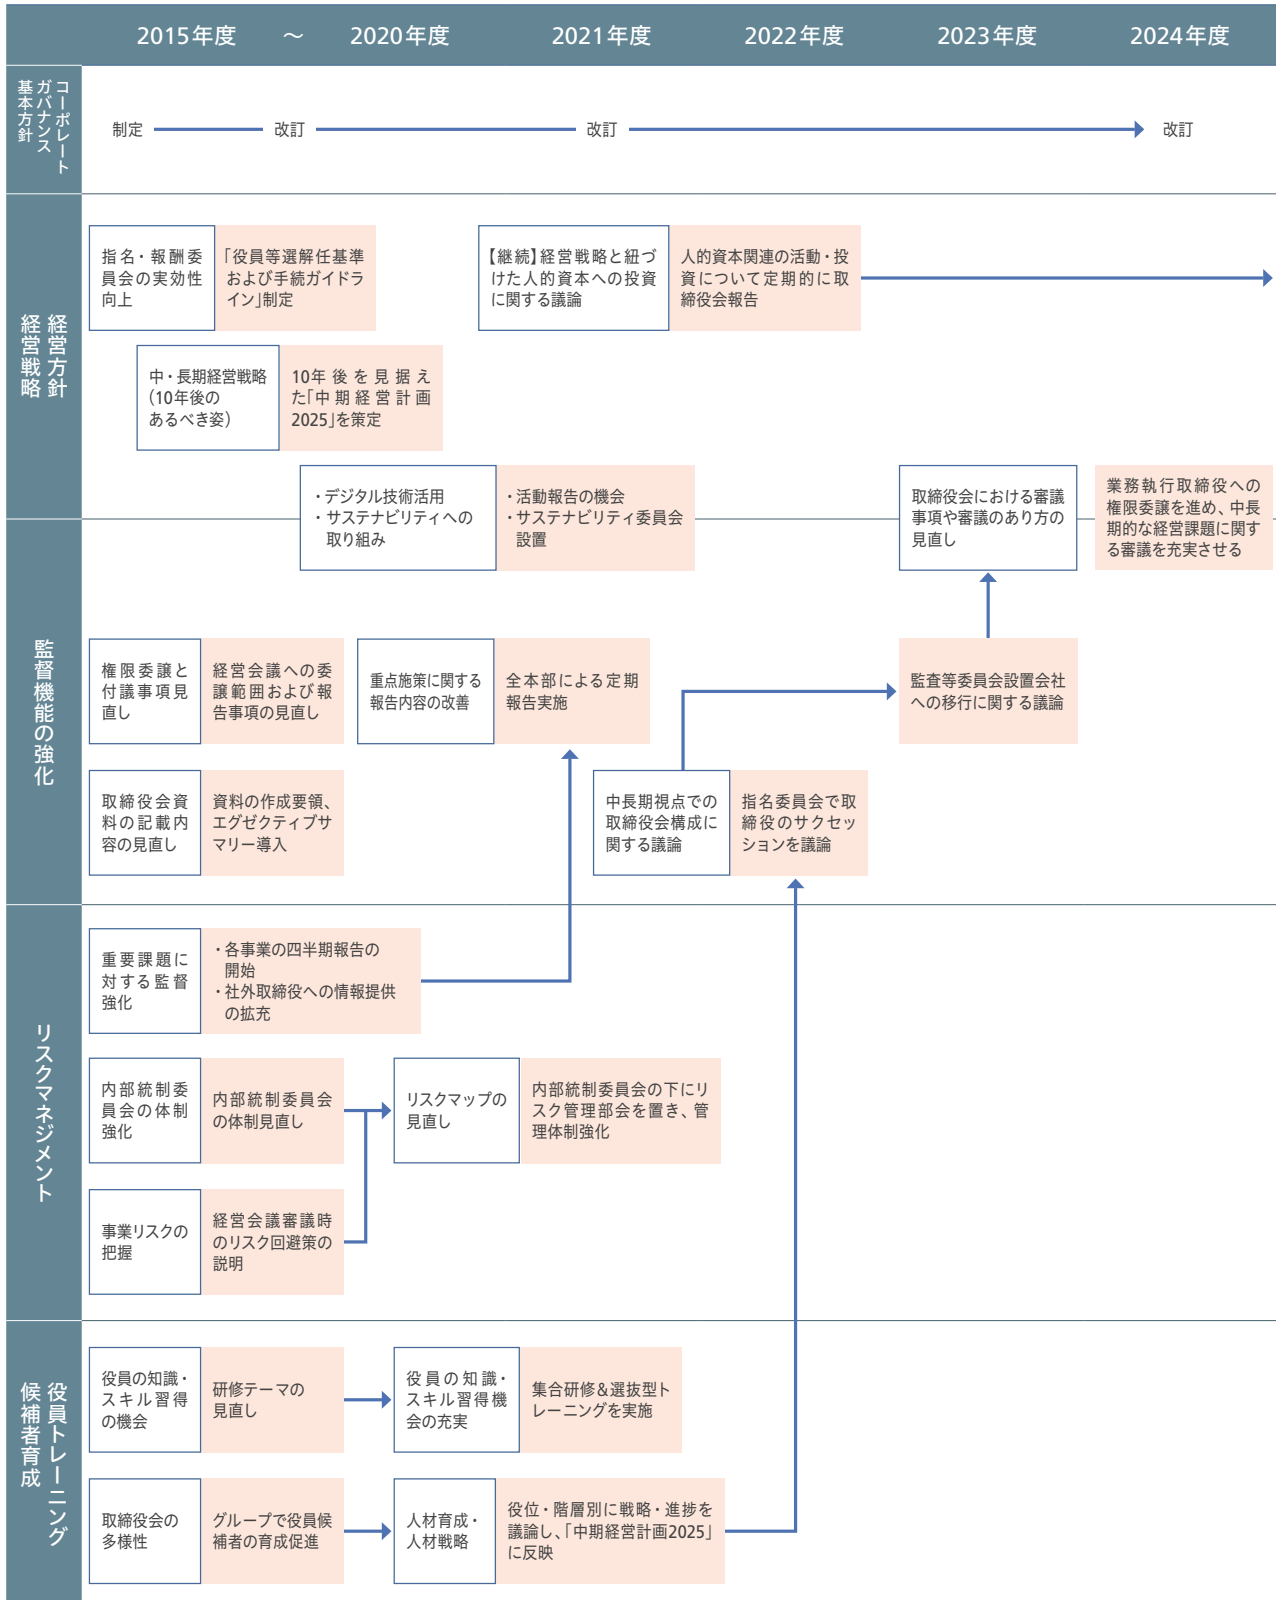 2015年度 ～ 2020年度 2021年度 2022年度 2023年度 2024年度
コーポレート
ガバナンス
基本方針
制定 改訂 改訂 改訂
経営方針
経営戦略
指名・報酬委
員会の実効性
向上
「役員等選解任基準
および手続ガイドラ
イン」制定
【継続】経営戦略と紐づ
けた人的資本への投資
に関する議論
人的資本関連の活動・投
資について定期的に取
締役会報告
中・長期経営戦略
(10年後の
あるべき姿)
10年後を見据え
た「中期経営計画
2025」を策定
・デジタル技術活用
・サステナビリティへの
取り組み
・活動報告の機会
・サステナビリティ委員会
設置
取締役会における審議
事項や審議のあり方の
見直し
業務執行取締役への
権限委譲を進め、中長
期的な経営課題に関す
る審議を充実させる
監督機能の強化
権限委譲と
付議事項見
直し
経営会議への委
譲範囲および報
告事項の見直し
重点施策に関する
報告内容の改善
全本部による定期
報告実施
監査等委員会設置会社
への移行に関する議論
取締役会資
料の記載内
容の見直し
資料の作成要領、
エグゼクティブサ
マリー導入
中長期視点での
取締役会構成に
関する議論
指名委員会で取
締役のサクセッ
ションを議論
リスクマネジメント
重要課題に
対する監督
強化
・各事業の四半期報告の
開始
・社外取締役への情報提供
の拡充
内部統制委
員会の体制
強化
内部統制委員会
の体制見直し
リスクマップの
見直し
内部統制委員会の下にリ
スク管理部会を置き、管
理体制強化
事業リスクの
把握
経営会議審議時
のリスク回避策の
説明
役員トレーニング
候補者育成
役員の知識・
スキル習得
の機会
研修テーマの
見直し
役員の知識・
スキル習得機
会の充実
集合研修&選抜型ト
レーニングを実施
取締役会の
多様性
グループで役員候
補者の育成促進
人材育成・
人材戦略
役位・階層別に戦略・進捗を
議論し、「中期経営計画2025」
に反映